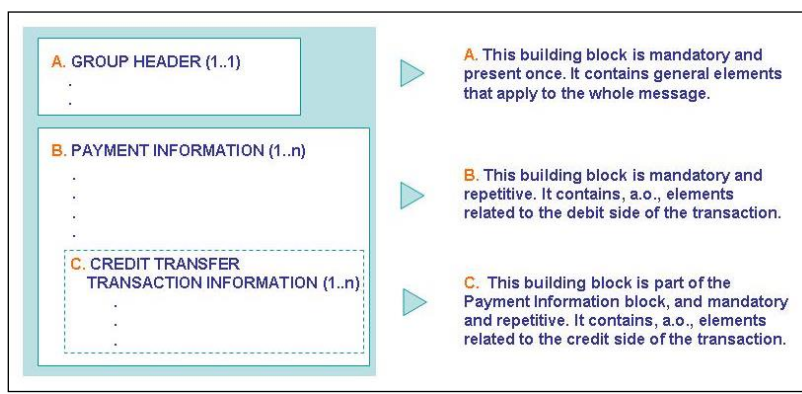 A. GROUP HEADER (1..1)
.
.
A. This building block is mandatory and
present once. It contains general elements
that apply to the whole message.
B. PAYMENT INFORMATION (1..n)
.
.
.
.
B. This building block is mandatory and
repetitive. It contains, a.o., elements
related to the debit side of the transaction.
C. CREDIT TRANSFER
TRANSACTION INFORMATION (1..n)
.
.
.
C. This building block is part of the
Payment Information block, and mandatory
and repetitive. It contains, a.o., elements
related to the credit side of the transaction.